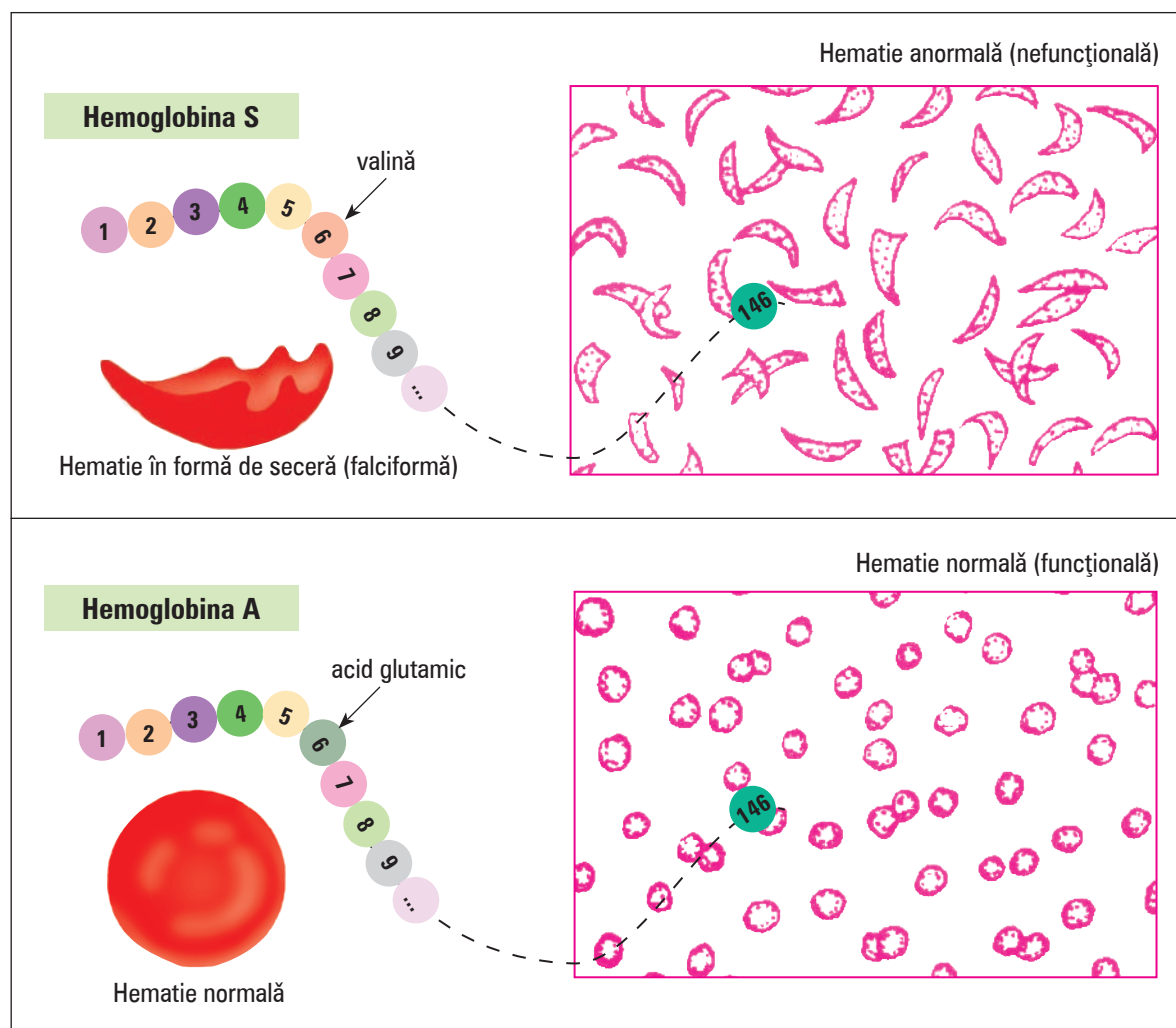 Hematie anormală (nefuncţională)
Hemoglobina S
valină
1 2 3 4 5 6 7 8 9 ... 146
Hematie în formă de seceră (falciformă)
Hematie normală (funcţională)
Hemoglobina A
acid glutamic
1 2 3 4 5 6 7 8 9 ... 146
Hematie normală